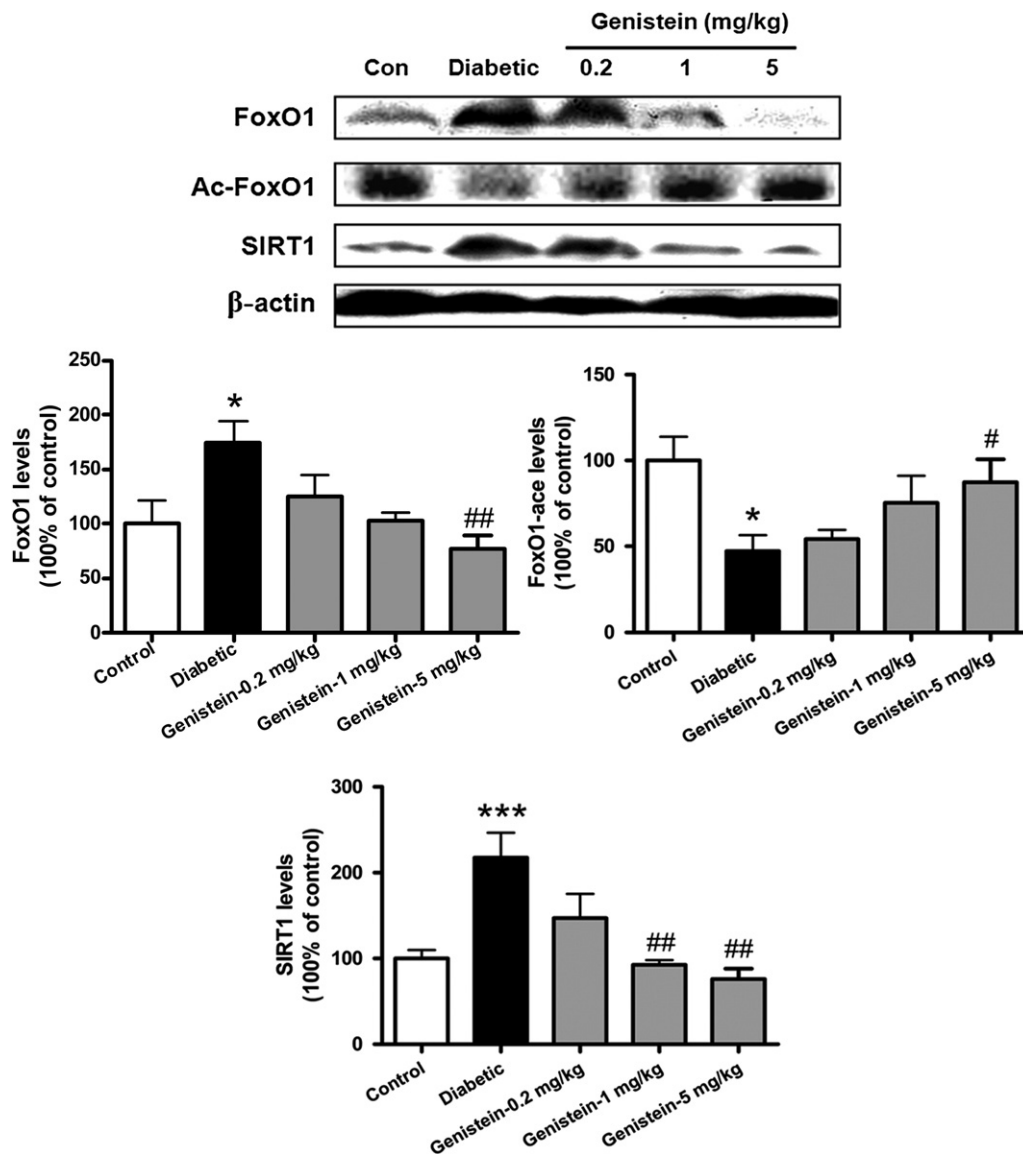 Genistein (mg/kg)
Con Diabetic 0.2 1 5
FoxO1
Ac-FoxO1
SIRT1
β-actin
FoxO1 levels
(100% of control)
250
200
150
100
50
0
*
##
Control
Diabetic
Genistein-0.2 mg/kg
Genistein-1 mg/kg
Genistein-5 mg/kg
FoxO1-ace levels
(100% of control)
150
100
50
0
*
#
Control
Diabetic
Genistein-0.2 mg/kg
Genistein-1 mg/kg
Genistein-5 mg/kg
SIRT1 levels
(100% of control)
300
200
100
0
***
##
##
Control
Diabetic
Genistein-0.2 mg/kg
Genistein-1 mg/kg
Genistein-5 mg/kg